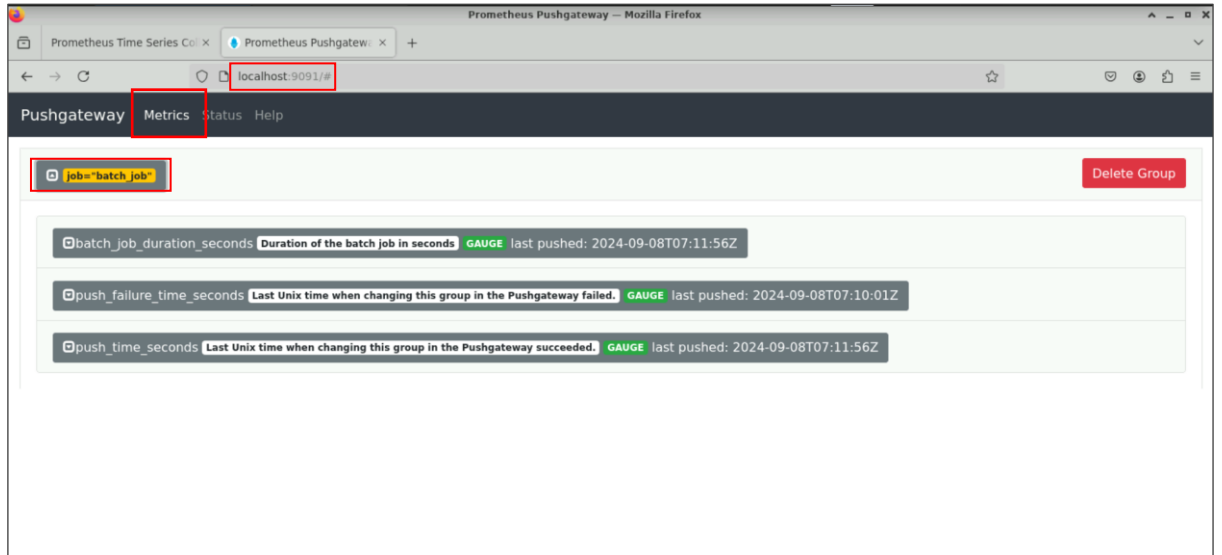 Prometheus Pushgateway — Mozilla Firefox
Prometheus Time Series Col
Prometheus Pushgatewa
localhost:9091/#
Pushgateway Metrics Status Help
job="batch_job"
Delete Group
batch_job_duration_seconds Duration of the batch job in seconds GAUGE last pushed: 2024-09-08T07:11:56Z
push_failure_time_seconds Last Unix time when changing this group in the Pushgateway failed. GAUGE last pushed: 2024-09-08T07:10:01Z
push_time_seconds Last Unix time when changing this group in the Pushgateway succeeded. GAUGE last pushed: 2024-09-08T07:11:56Z